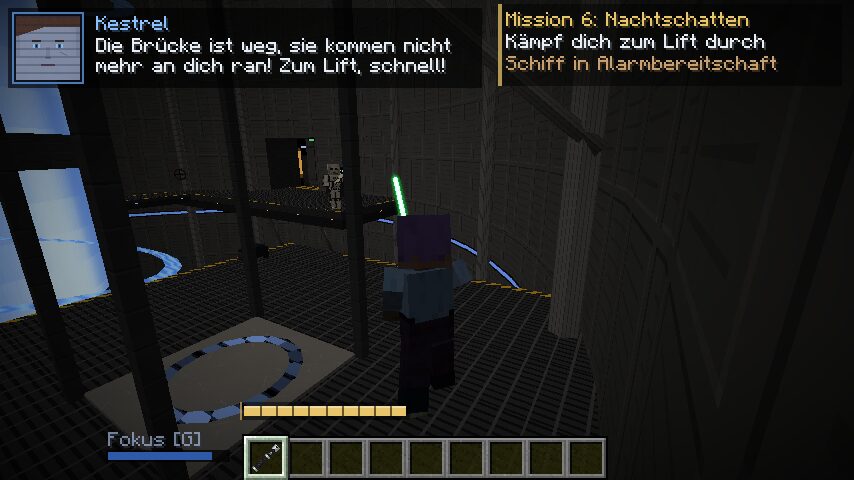 Kestrel
Die Brücke ist weg, sie kommen nicht
mehr an dich ran! Zum Lift, schnell!
Mission 6: Nachtschatten
Kämpf dich zum Lift durch
Schiff in Alarmbereitschaft
Fokus [G]